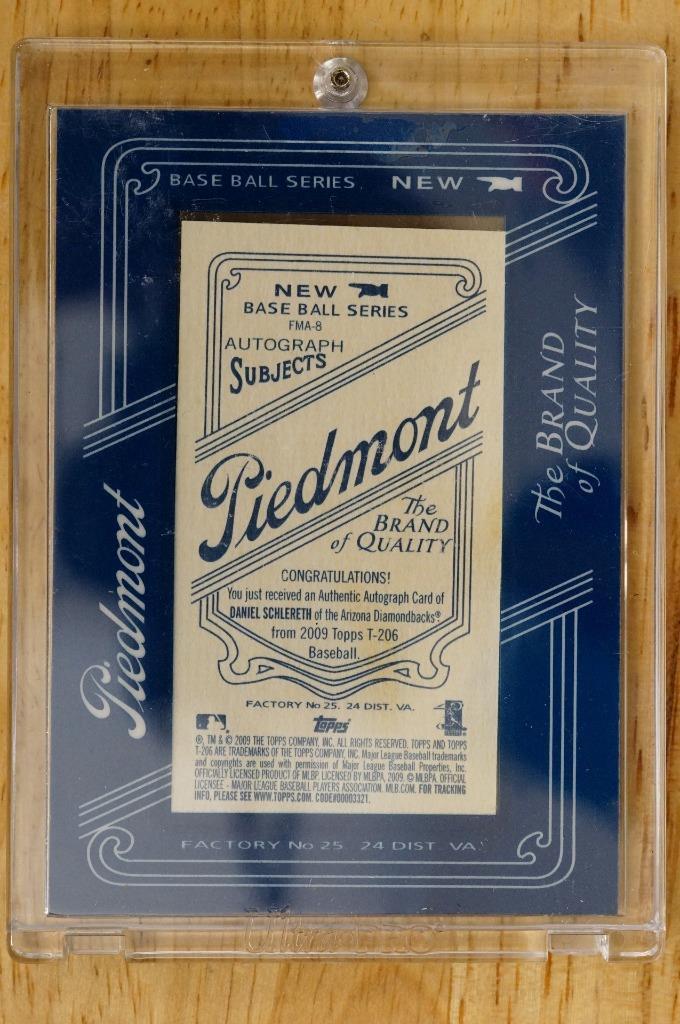 BASE BALL SERIES NEW
NEW
BASE BALL SERIES
FMA-8
AUTOGRAPH
SUBJECTS
Piedmont
The
BRAND
of QUALITY
CONGRATULATIONS!
You just received an Authentic Autograph Card of
DANIEL SCHLERETH of the Arizona Diamondbacks®
from 2009 Topps T-206
Baseball.
FACTORY No 25. 24 DIST. VA.
Topps
®, TM & © 2009 THE TOPPS COMPANY, INC. ALL RIGHTS RESERVED. TOPPS AND TOPPS
T-206 ARE TRADEMARKS OF THE TOPPS COMPANY, INC. Major League Baseball trademarks
and copyrights are used with permission of Major League Baseball Properties, Inc.
OFFICIALLY LICENSED PRODUCT OF MLBP. LICENSED BY MLBPA, 2009. © MLBPA. OFFICIAL
LICENSEE - MAJOR LEAGUE BASEBALL PLAYERS ASSOCIATION. MLB.COM. FOR TRACKING
INFO, PLEASE SEE WWW.TOPPS.COM. CODE#00003321.
Piedmont
The BRAND
of QUALITY
FACTORY No 25 24 DIST. VA.
Ultra PRO